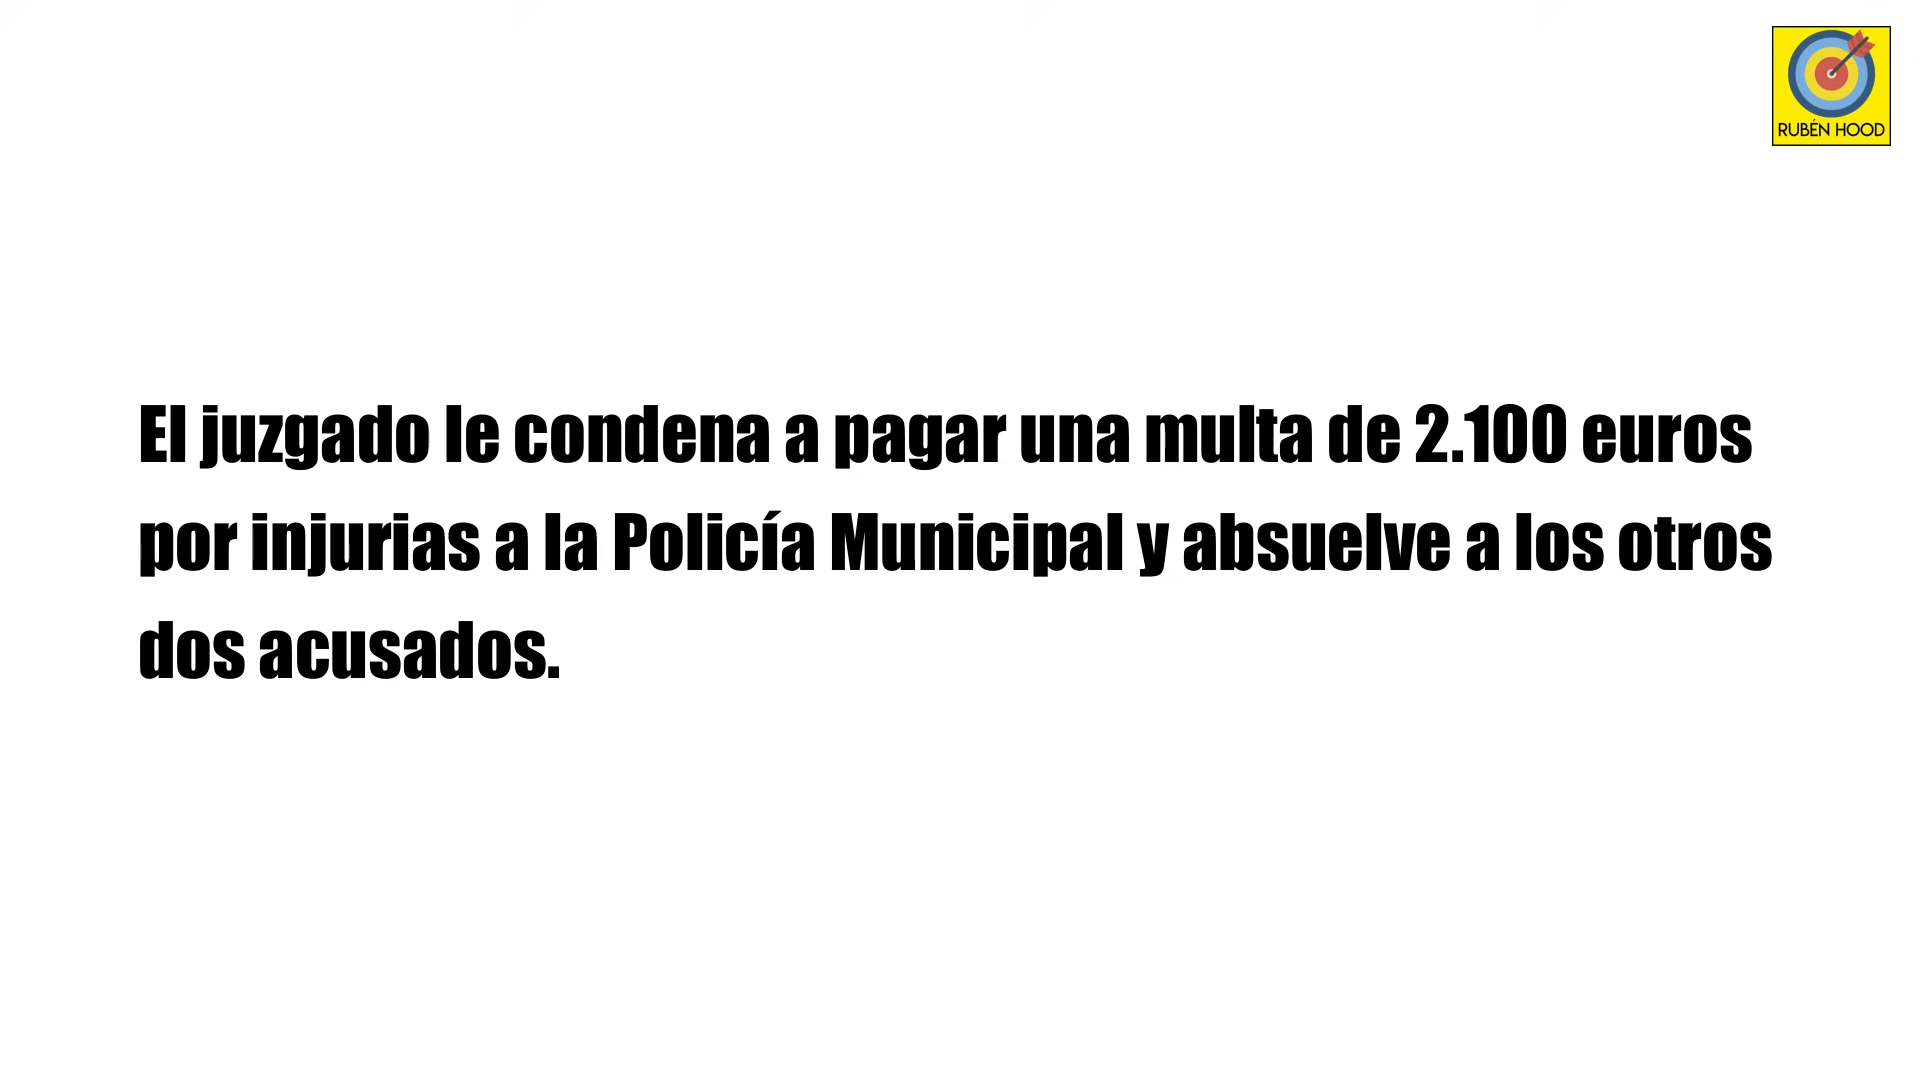 RUBÉN HOOD
El juzgado le condena a pagar una multa de 2.100 euros
por injurias a la Policía Municipal y absuelve a los otros
dos acusados.